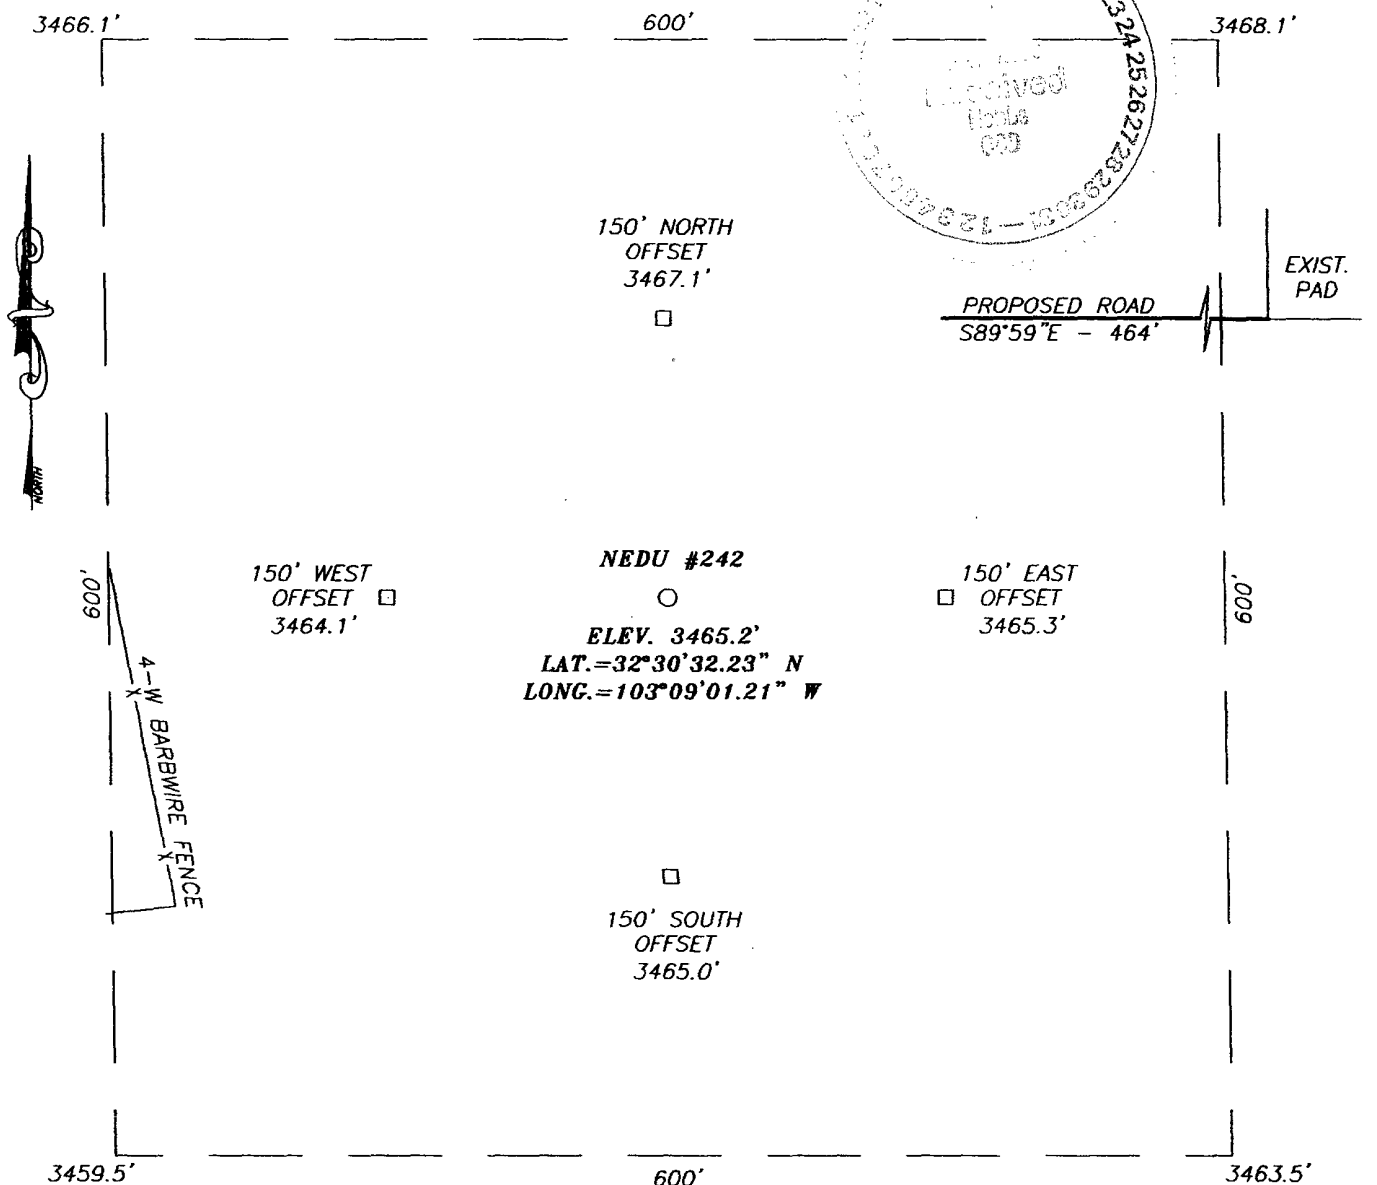 3466.1'
600'
3468.1'
Received
Hobbs
OCD
150' NORTH
OFFSET
3467.1'
EXIST.
PAD
PROPOSED ROAD
S89°59"E - 464'
NORTH
600'
150' WEST
OFFSET
3464.1'
NEDU #242
ELEV. 3465.2'
LAT.=32°30'32.23" N
LONG.=103°09'01.21" W
150' EAST
OFFSET
3465.3'
600'
4-W BARBWIRE FENCE
150' SOUTH
OFFSET
3465.0'
3459.5'
600'
3463.5'